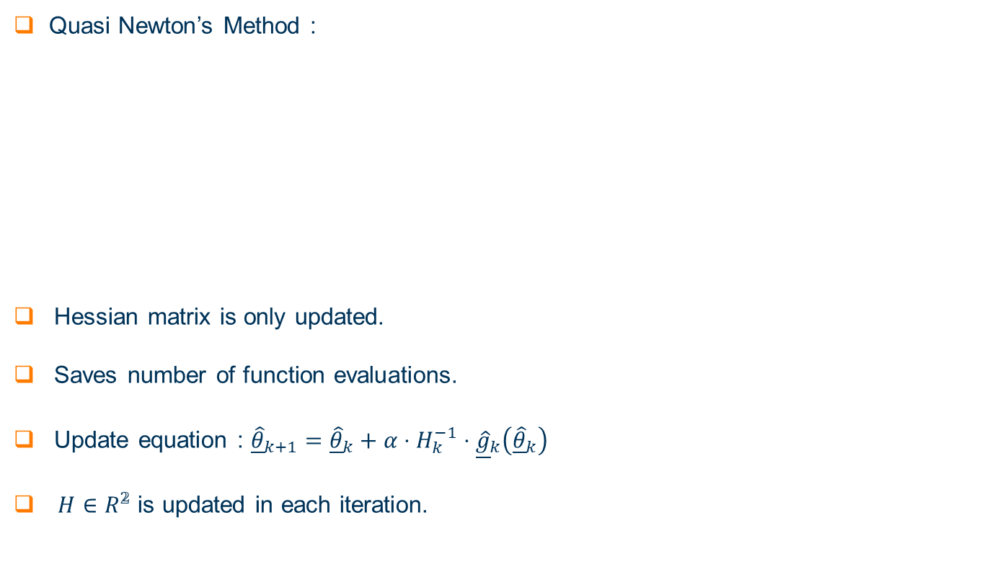 ❑ Quasi Newton’s Method :
❑ Hessian matrix is only updated.
❑ Saves number of function evaluations.
❑ Update equation : $\underline{\hat{\theta}}_{k+1} = \underline{\hat{\theta}}_k + \alpha \cdot H_k^{-1} \cdot \underline{\hat{g}}_k(\underline{\hat{\theta}}_k)$
❑ $H \in R^{2}$ is updated in each iteration.